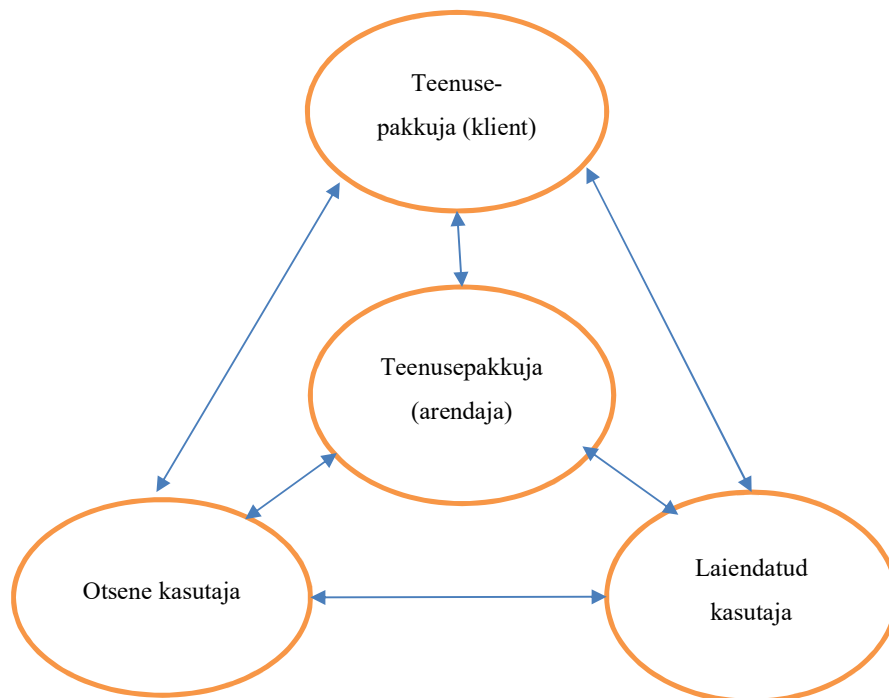 Teenuse-
pakkuja (klient)
Teenusepakkuja
(arendaja)
Otsene kasutaja
Laiendatud
kasutaja